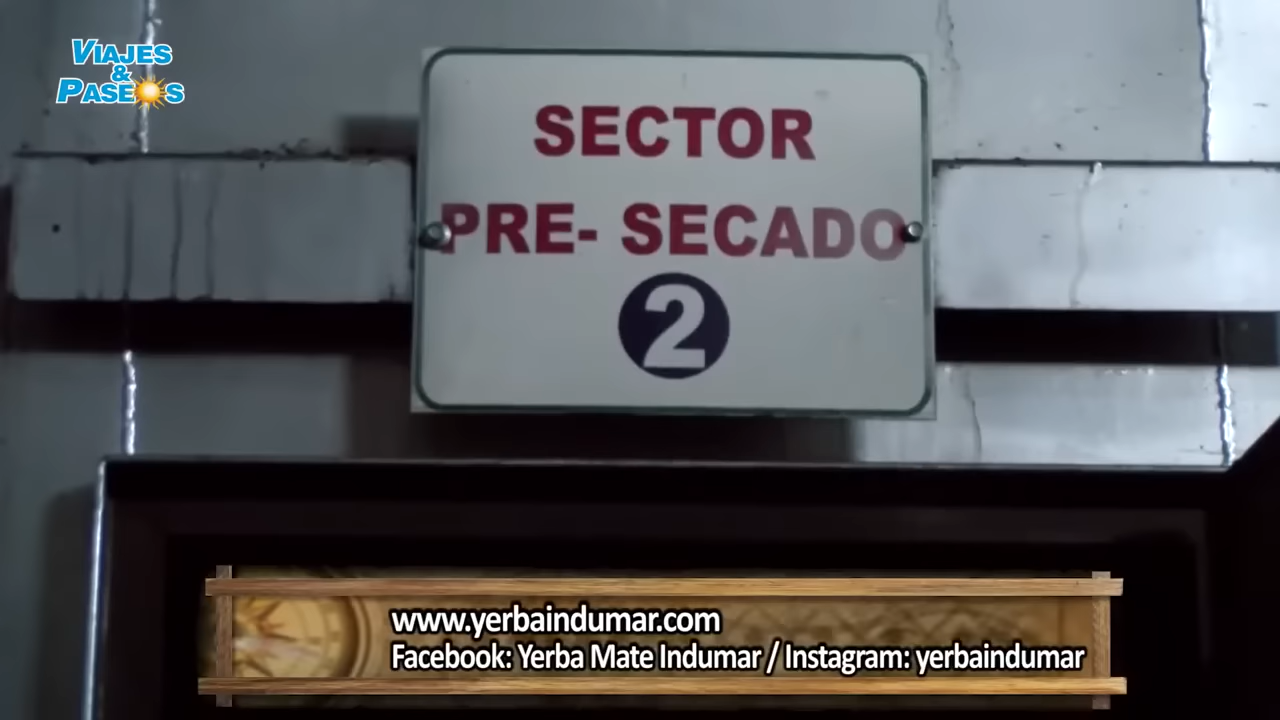 VIAJES
&
PASEOS
SECTOR
PRE- SECADO
2
www.yerbaindumar.com
Facebook: Yerba Mate Indumar / Instagram: yerbaindumar